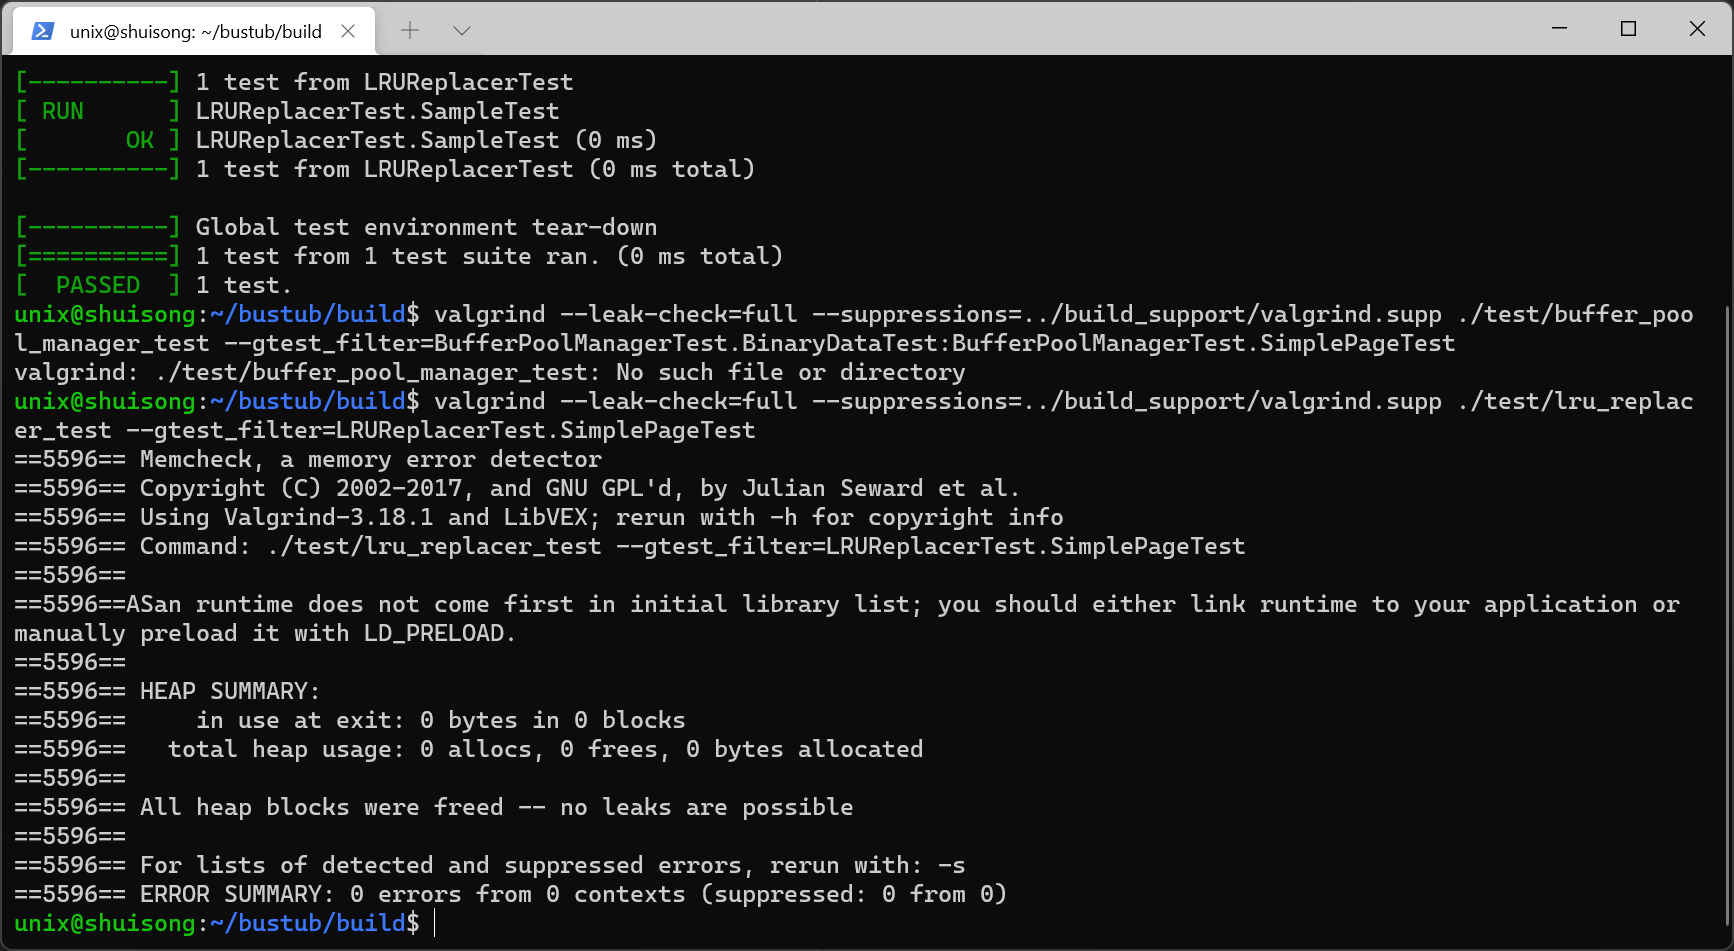 unix@shuisong: ~/bustub/build
[----------] 1 test from LRUReplacerTest
[ RUN      ] LRUReplacerTest.SampleTest
[       OK ] LRUReplacerTest.SampleTest (0 ms)
[----------] 1 test from LRUReplacerTest (0 ms total)
[----------] Global test environment tear-down
[==========] 1 test from 1 test suite ran. (0 ms total)
[  PASSED  ] 1 test.
unix@shuisong:~/bustub/build$ valgrind --leak-check=full --suppressions=../build_support/valgrind.supp ./test/buffer_poo
l_manager_test --gtest_filter=BufferPoolManagerTest.BinaryDataTest:BufferPoolManagerTest.SimplePageTest
valgrind: ./test/buffer_pool_manager_test: No such file or directory
unix@shuisong:~/bustub/build$ valgrind --leak-check=full --suppressions=../build_support/valgrind.supp ./test/lru_replac
er_test --gtest_filter=LRUReplacerTest.SimplePageTest
==5596== Memcheck, a memory error detector
==5596== Copyright (C) 2002-2017, and GNU GPL'd, by Julian Seward et al.
==5596== Using Valgrind-3.18.1 and LibVEX; rerun with -h for copyright info
==5596== Command: ./test/lru_replacer_test --gtest_filter=LRUReplacerTest.SimplePageTest
==5596==
==5596==ASan runtime does not come first in initial library list; you should either link runtime to your application or
manually preload it with LD_PRELOAD.
==5596==
==5596== HEAP SUMMARY:
==5596==     in use at exit: 0 bytes in 0 blocks
==5596==   total heap usage: 0 allocs, 0 frees, 0 bytes allocated
==5596==
==5596== All heap blocks were freed -- no leaks are possible
==5596==
==5596== For lists of detected and suppressed errors, rerun with: -s
==5596== ERROR SUMMARY: 0 errors from 0 contexts (suppressed: 0 from 0)
unix@shuisong:~/bustub/build$